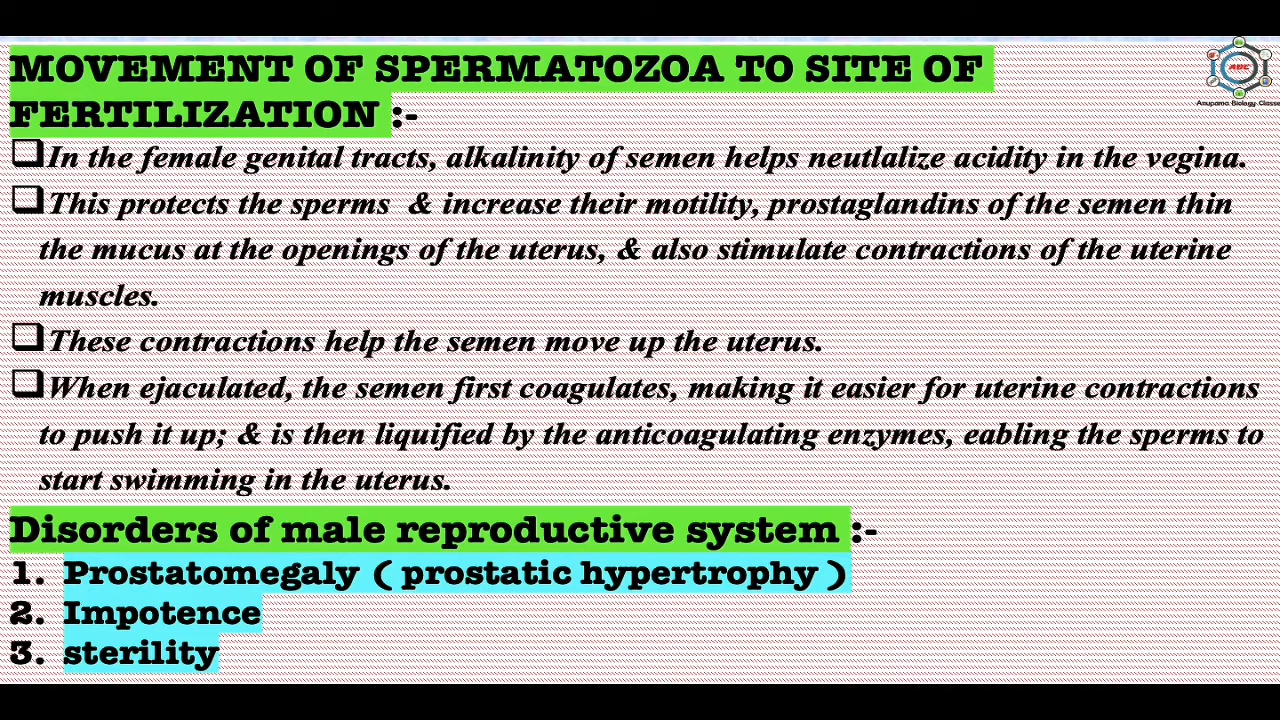 MOVEMENT OF SPERMATOZOA TO SITE OF
FERTILIZATION :-
ABC
Anupama Biology Classe
In the female genital tracts, alkalinity of semen helps neutlalize acidity in the vegina.
This protects the sperms & increase their motility, prostaglandins of the semen thin
the mucus at the openings of the uterus, & also stimulate contractions of the uterine
muscles.
These contractions help the semen move up the uterus.
When ejaculated, the semen first coagulates, making it easier for uterine contractions
to push it up; & is then liquified by the anticoagulating enzymes, eabling the sperms to
start swimming in the uterus.
Disorders of male reproductive system :-
1. Prostatomegaly ( prostatic hypertrophy )
2. Impotence
3. sterility